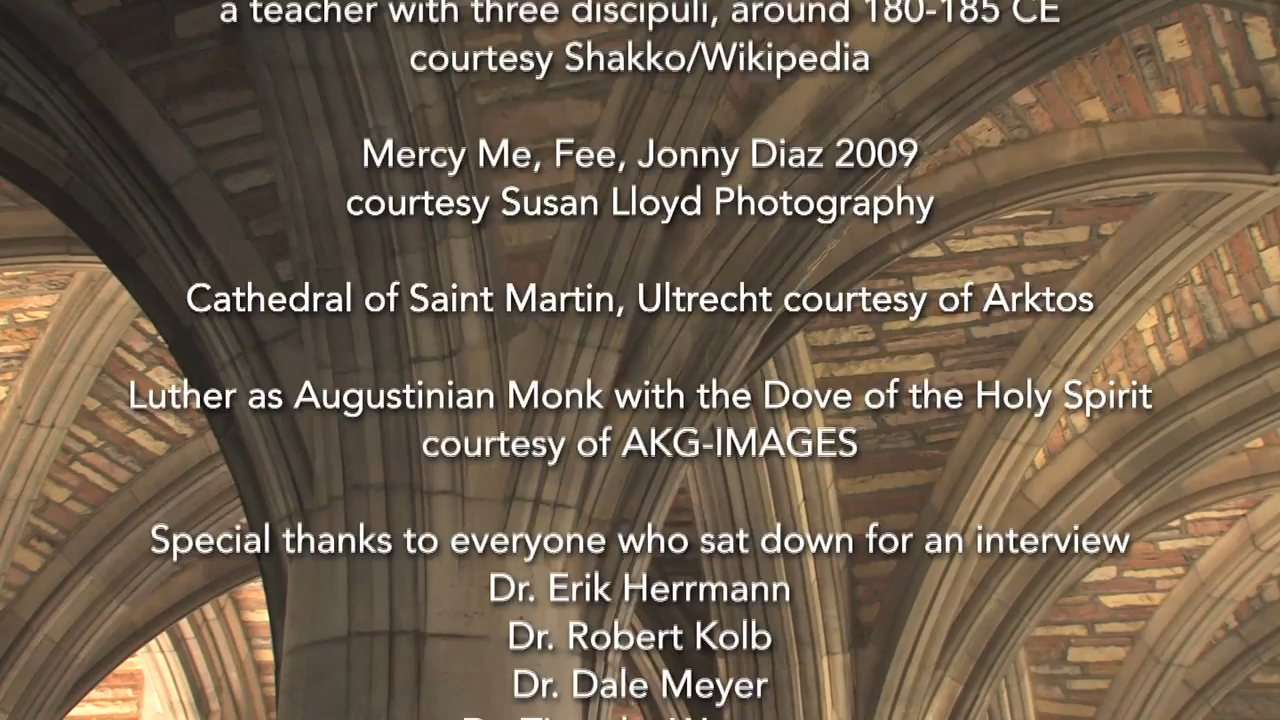 a teacher with three discipuli, around 180-185 CE
courtesy Shakko/Wikipedia
Mercy Me, Fee, Jonny Diaz 2009
courtesy Susan Lloyd Photography
Cathedral of Saint Martin, Ultrecht courtesy of Arktos
Luther as Augustinian Monk with the Dove of the Holy Spirit
courtesy of AKG-IMAGES
Special thanks to everyone who sat down for an interview
Dr. Erik Herrmann
Dr. Robert Kolb
Dr. Dale Meyer